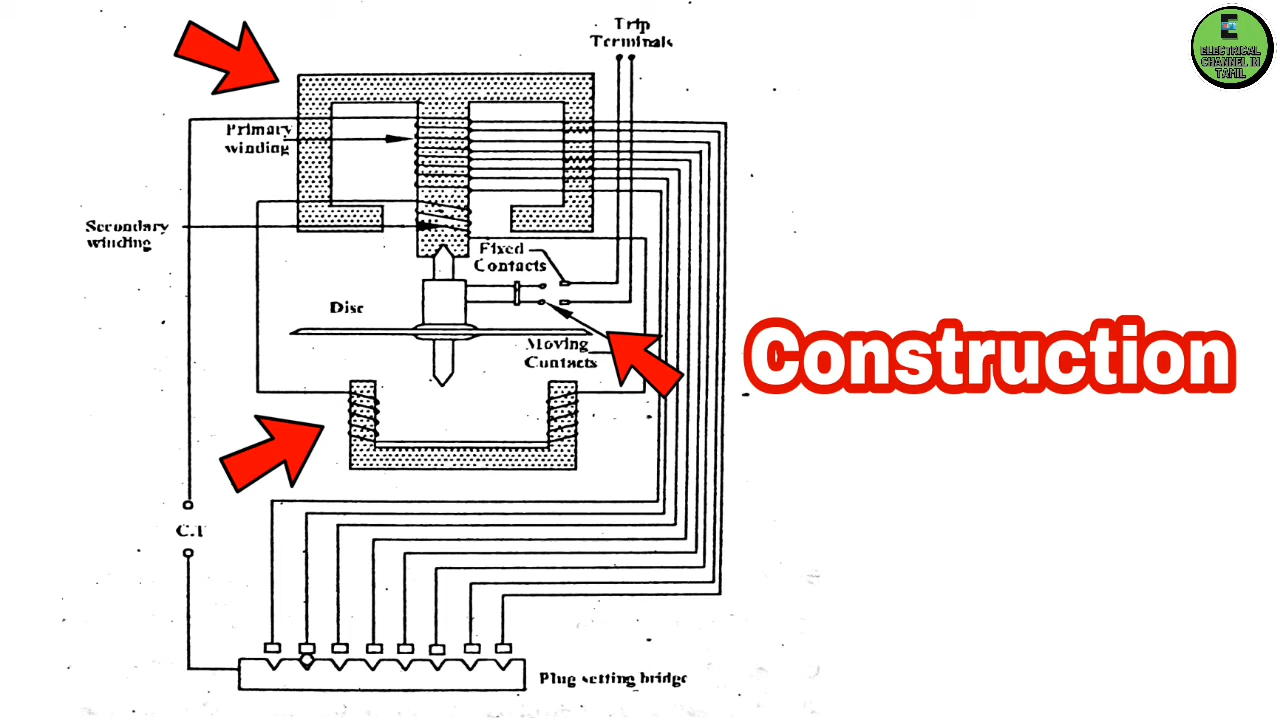 Trip
Terminals
ELECTRICAL
CHANNEL IN
TAMIL
Primary
winding
Secondary
winding
Fixed
Contacts
Disc
Moving
Contacts
Construction
C.T
Plug setting bridge